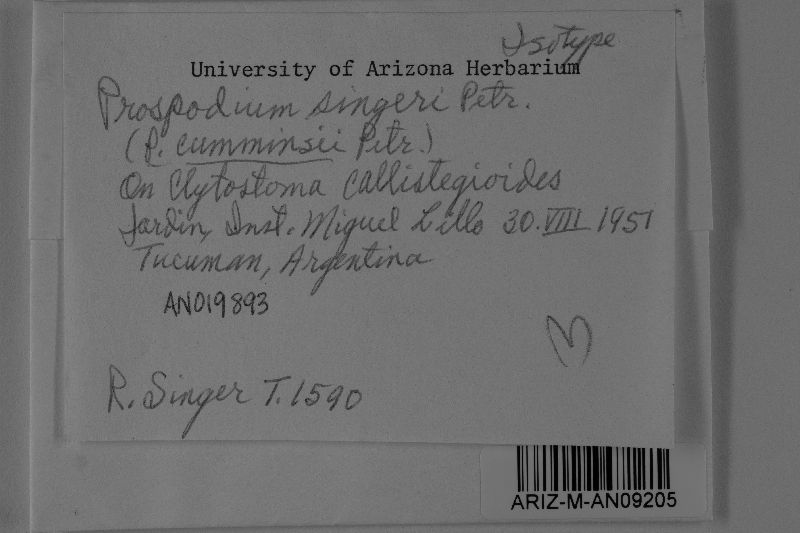 Isotype
University of Arizona Herbarium
Prospodium singeri Petr.
(P. cumminsii Petr.)
On Clytostoma callistegioides
Jardin, Inst. Miguel Lillo 30.VIII 1951
Tucuman, Argentina
AN019893
R. Singer T.1590
ARIZ-M-AN09205